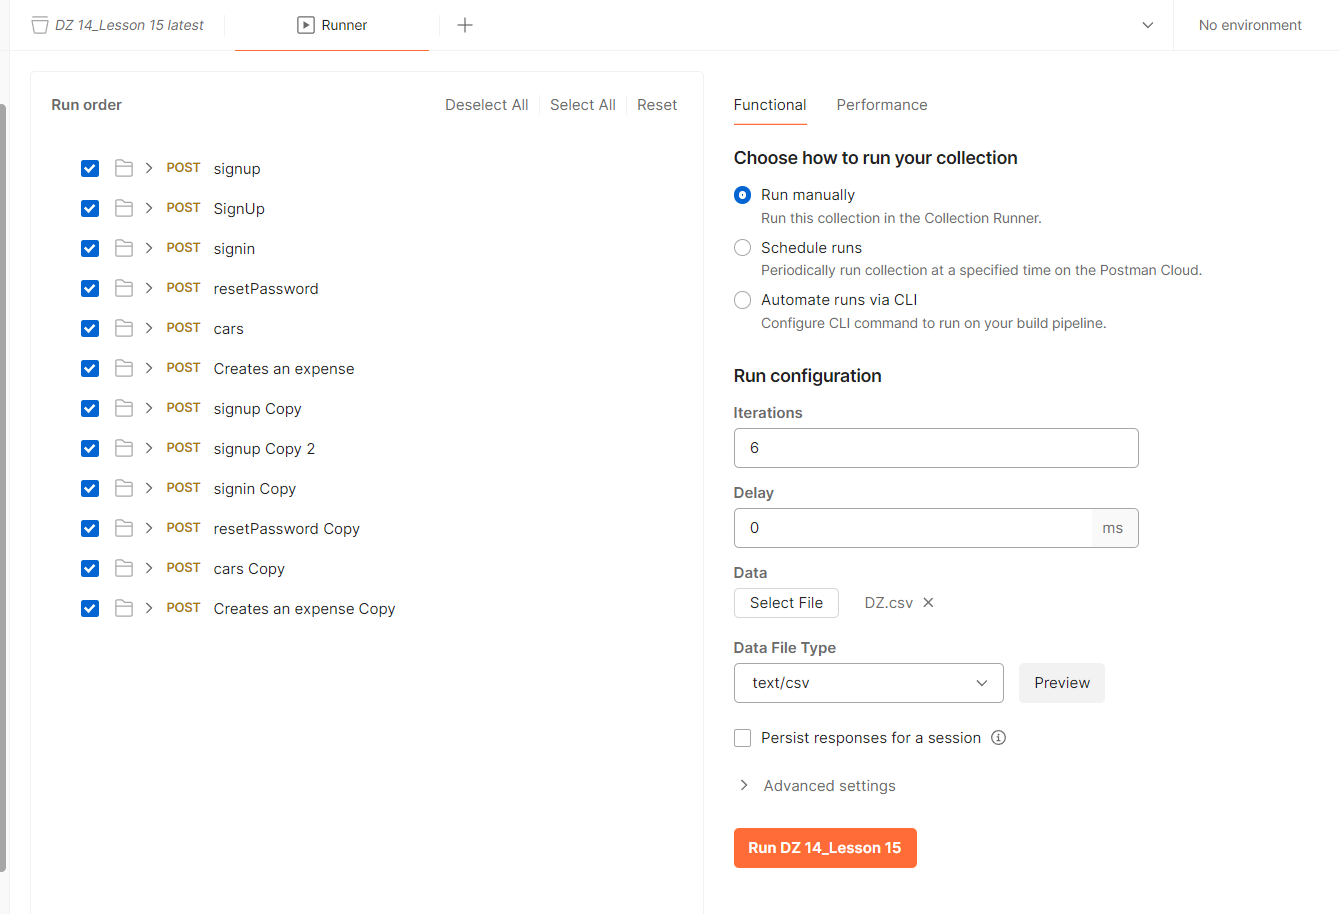 DZ 14_Lesson 15 latest
Runner
No environment
Run order
Deselect All
Select All
Reset
POST signup
POST SignUp
POST signin
POST resetPassword
POST cars
POST Creates an expense
POST signup Copy
POST signup Copy 2
POST signin Copy
POST resetPassword Copy
POST cars Copy
POST Creates an expense Copy
Functional
Performance
Choose how to run your collection
Run manually
Run this collection in the Collection Runner.
Schedule runs
Periodically run collection at a specified time on the Postman Cloud.
Automate runs via CLI
Configure CLI command to run on your build pipeline.
Run configuration
Iterations
6
Delay
0 ms
Data
Select File
DZ.csv
Data File Type
text/csv
Preview
Persist responses for a session
Advanced settings
Run DZ 14_Lesson 15